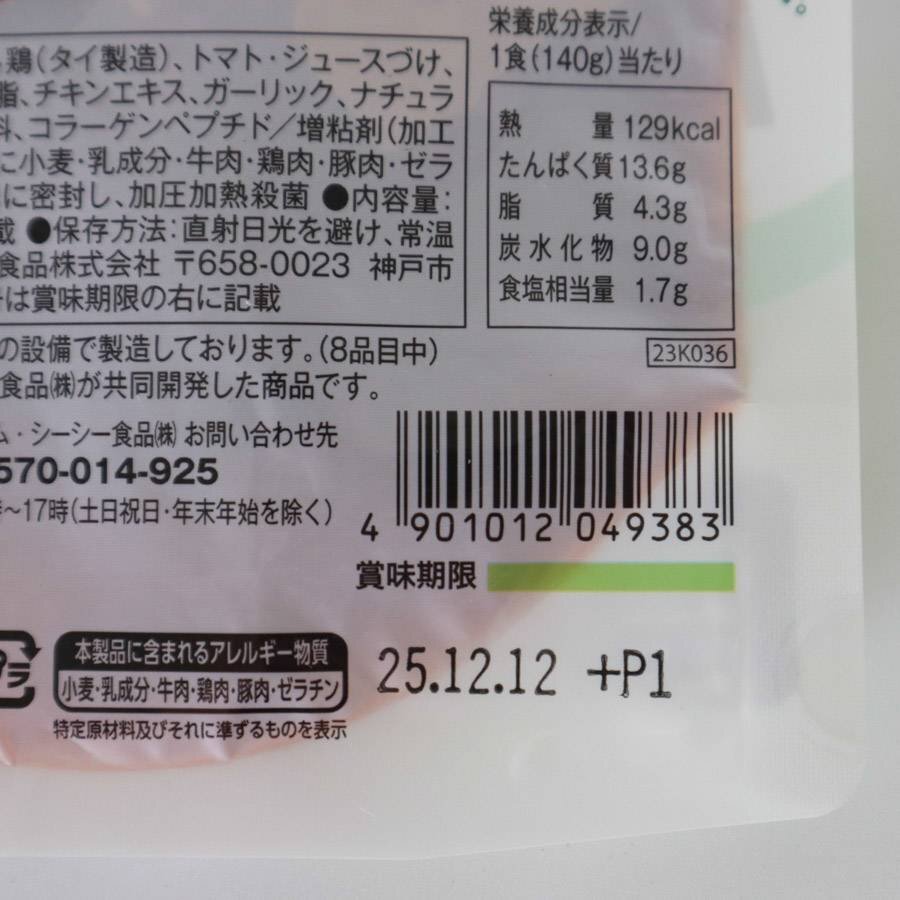 鶏(タイ製造)、トマト・ジュースづけ、
脂、チキンエキス、ガーリック、ナチュラ
料、コラーゲンペプチド／増粘剤(加工
に小麦・乳成分・牛肉・鶏肉・豚肉・ゼラ
に密封し、加圧加熱殺菌 ●内容量:
載 ●保存方法:直射日光を避け、常温
食品株式会社 〒658-0023 神戸市
は賞味期限の右に記載
栄養成分表示/
1食(140g)当たり
熱量 129kcal
たんぱく質 13.6g
脂質 4.3g
炭水化物 9.0g
食塩相当量 1.7g
の設備で製造しております。(8品目中)
食品㈱が共同開発した商品です。
23K036
ム・シーシー食品㈱ お問い合わせ先
570-014-925
～17時(土日祝日・年末年始を除く)
4 901012 049383
賞味期限
プラ
本製品に含まれるアレルギー物質
小麦・乳成分・牛肉・鶏肉・豚肉・ゼラチン
特定原材料及びそれに準ずるものを表示
25.12.12 +P1